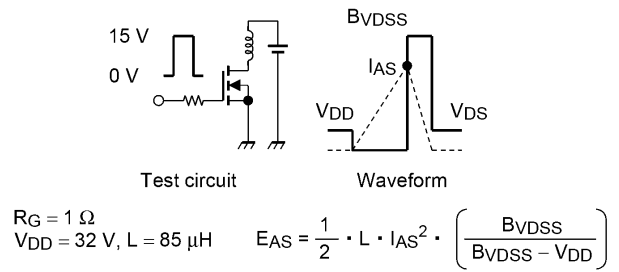 15 V
0 V
BVDSS
IAS
VDD
VDS
Test circuit
Waveform
RG = 1 Ω
VDD = 32 V, L = 85 μH
EAS = 1/2 · L · IAS² · (BVDSS / (BVDSS − VDD))